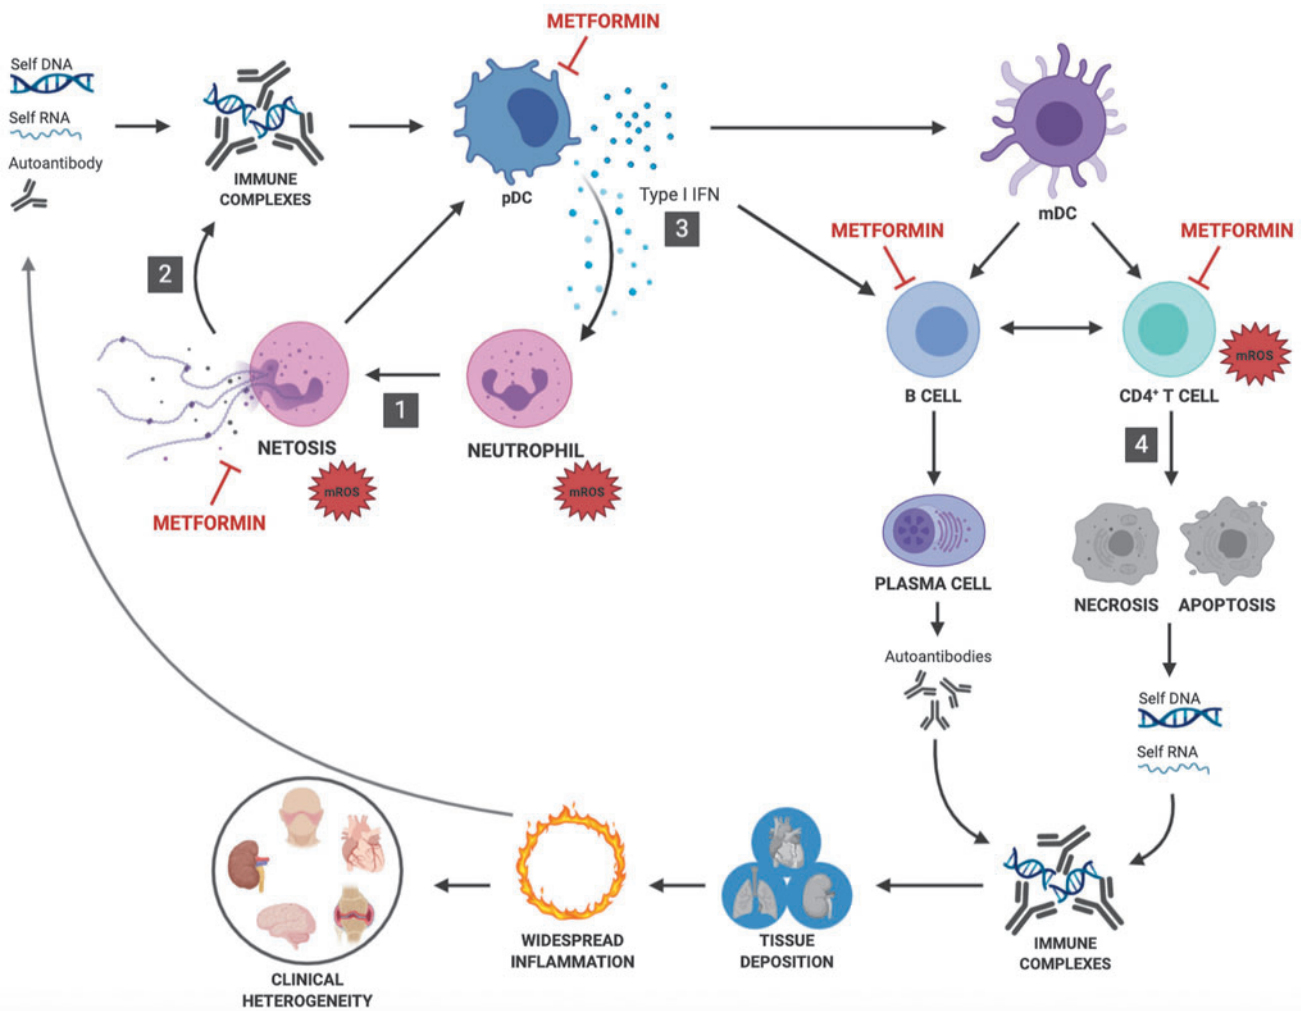 METFORMIN
Self DNA
Self RNA
Autoantibody
IMMUNE
COMPLEXES
pDC
Type I IFN
3
mDC
METFORMIN
METFORMIN
2
1
NETOSIS
mROS
METFORMIN
NEUTROPHIL
mROS
B CELL
CD4⁺ T CELL
mROS
4
PLASMA CELL
NECROSIS
APOPTOSIS
Autoantibodies
Self DNA
Self RNA
IMMUNE
COMPLEXES
TISSUE
DEPOSITION
WIDESPREAD
INFLAMMATION
CLINICAL
HETEROGENEITY